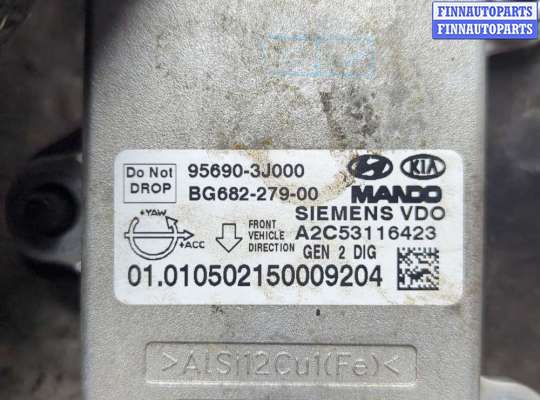 FINNAUTOPARTS
FINNAUTOPARTS
Do Not
DROP
95690-3J000
BG682-279-00
KIA
MANDO
SIEMENS VDO
A2C53116423
GEN 2 DIG
+YAW
+ACC
FRONT
VEHICLE
DIRECTION
01.010502150009204
>AlSi12Cu1(Fe)<